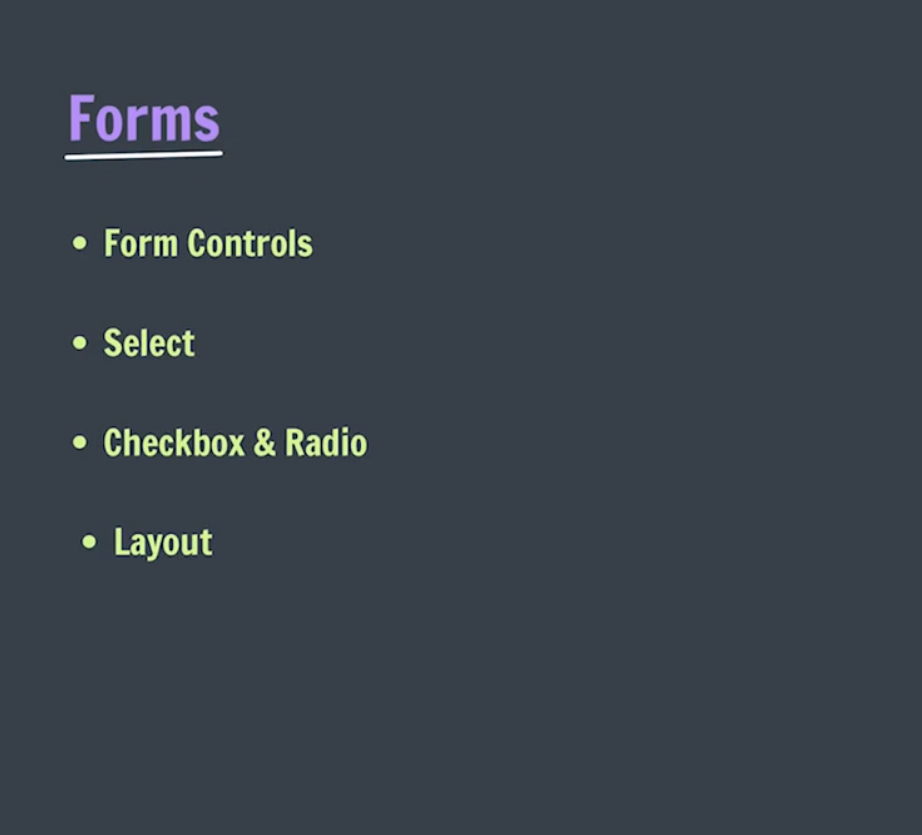 Forms
• Form Controls
• Select
• Checkbox & Radio
• Layout